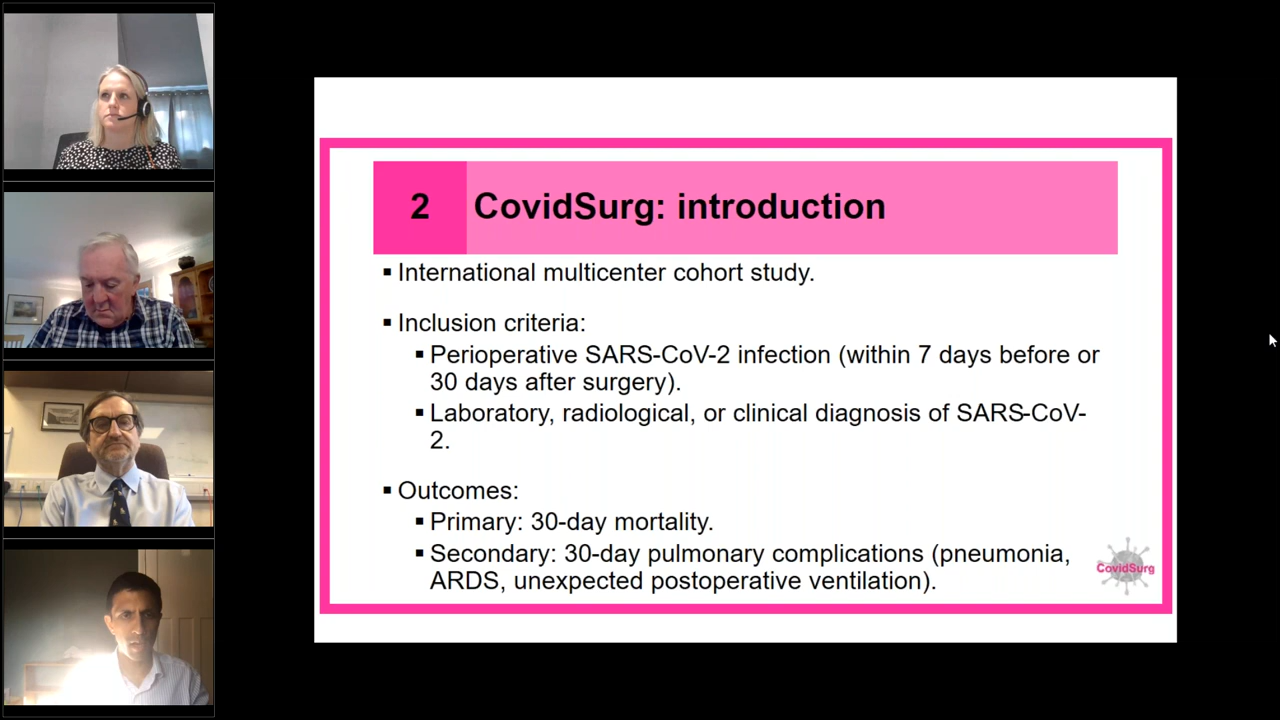 2 CovidSurg: introduction
▪ International multicenter cohort study.
▪ Inclusion criteria:
▪ Perioperative SARS-CoV-2 infection (within 7 days before or
30 days after surgery).
▪ Laboratory, radiological, or clinical diagnosis of SARS-CoV-
2.
▪ Outcomes:
▪ Primary: 30-day mortality.
▪ Secondary: 30-day pulmonary complications (pneumonia,
ARDS, unexpected postoperative ventilation).
CovidSurg